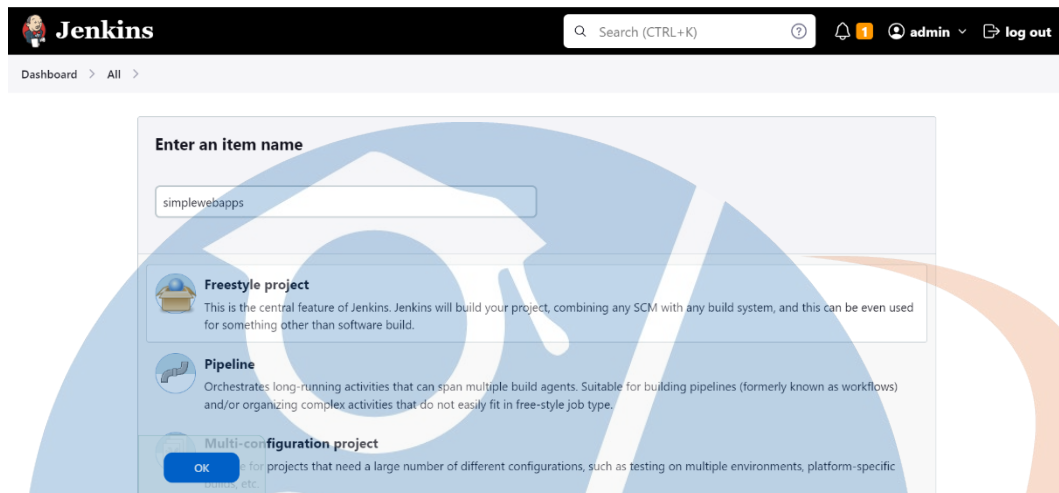 Jenkins
Search (CTRL+K)
?
1
admin
log out
Dashboard > All >
Enter an item name
simplewebapps
Freestyle project
This is the central feature of Jenkins. Jenkins will build your project, combining any SCM with any build system, and this can be even used
for something other than software build.
Pipeline
Orchestrates long-running activities that can span multiple build agents. Suitable for building pipelines (formerly known as workflows)
and/or organizing complex activities that do not easily fit in free-style job type.
Multi-configuration project
OK
for projects that need a large number of different configurations, such as testing on multiple environments, platform-specific
builds, etc.